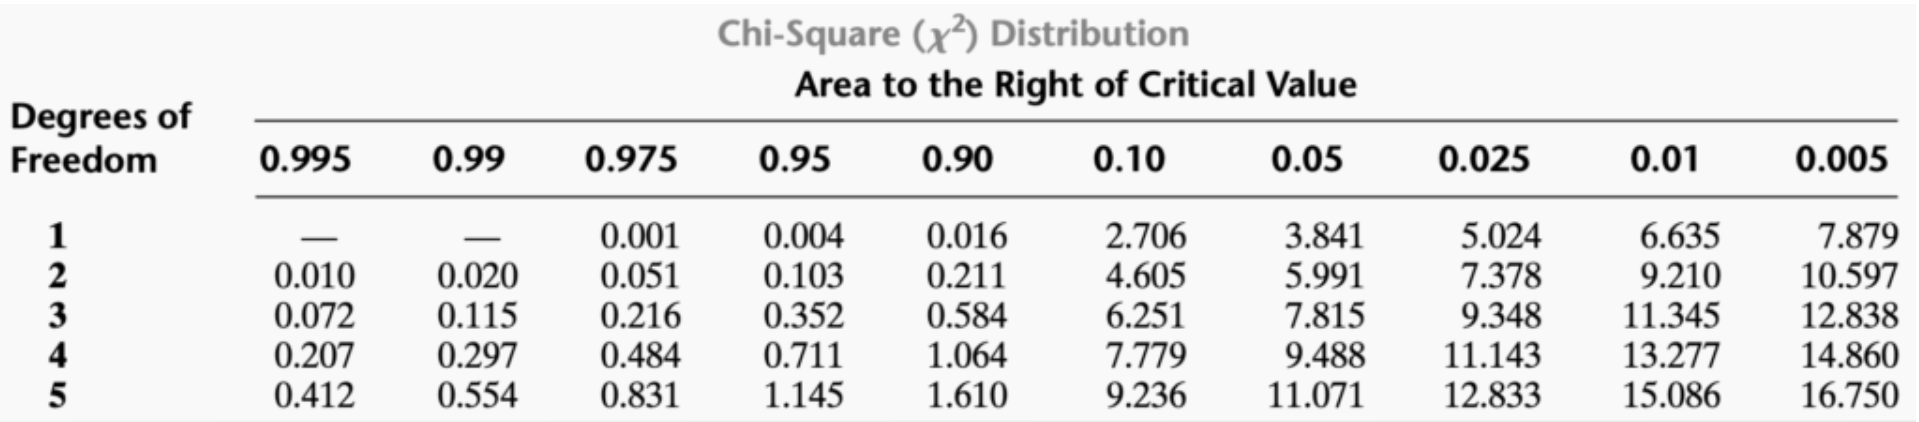 Chi-Square (χ²) Distribution
Area to the Right of Critical Value
Degrees of
Freedom 0.995 0.99 0.975 0.95 0.90 0.10 0.05 0.025 0.01 0.005
1 — — 0.001 0.004 0.016 2.706 3.841 5.024 6.635 7.879
2 0.010 0.020 0.051 0.103 0.211 4.605 5.991 7.378 9.210 10.597
3 0.072 0.115 0.216 0.352 0.584 6.251 7.815 9.348 11.345 12.838
4 0.207 0.297 0.484 0.711 1.064 7.779 9.488 11.143 13.277 14.860
5 0.412 0.554 0.831 1.145 1.610 9.236 11.071 12.833 15.086 16.750